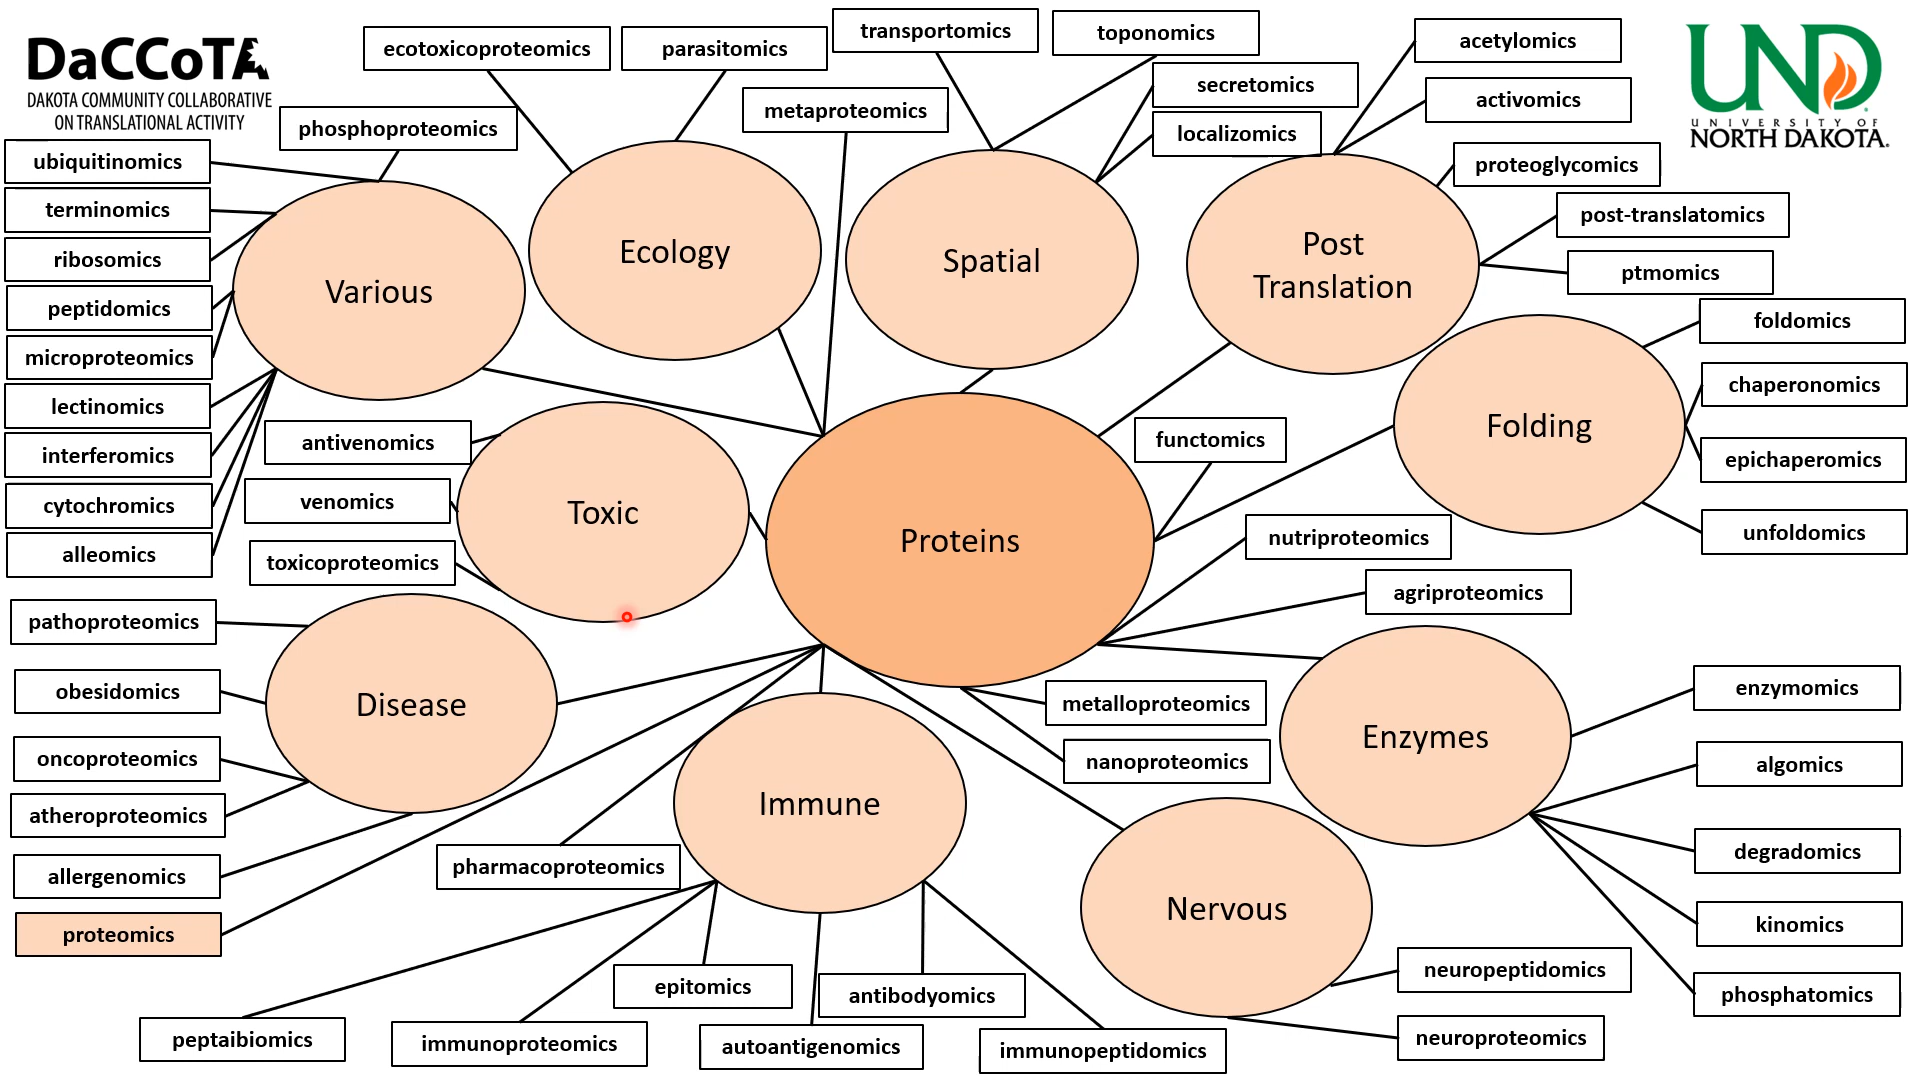 DaCCoTA
DAKOTA COMMUNITY COLLABORATIVE
ON TRANSLATIONAL ACTIVITY
UND
UNIVERSITY OF
NORTH DAKOTA.
ecotoxicoproteomics
parasitomics
transportomics
toponomics
acetylomics
metaproteomics
secretomics
activomics
phosphoproteomics
localizomics
ubiquitinomics
proteoglycomics
terminomics
post-translatomics
ribosomics
ptmomics
peptidomics
foldomics
microproteomics
chaperonomics
lectinomics
interferomics
epichaperomics
cytochromics
unfoldomics
alleomics
Various
Ecology
Spatial
Post
Translation
Folding
antivenomics
venomics
toxicoproteomics
Toxic
Proteins
functomics
nutriproteomics
agriproteomics
pathoproteomics
obesidomics
oncoproteomics
atheroproteomics
allergenomics
proteomics
Disease
pharmacoproteomics
Immune
metalloproteomics
nanoproteomics
Enzymes
enzymomics
algomics
degradomics
kinomics
phosphatomics
Nervous
neuropeptidomics
neuroproteomics
peptaibiomics
immunoproteomics
epitomics
autoantigenomics
antibodyomics
immunopeptidomics